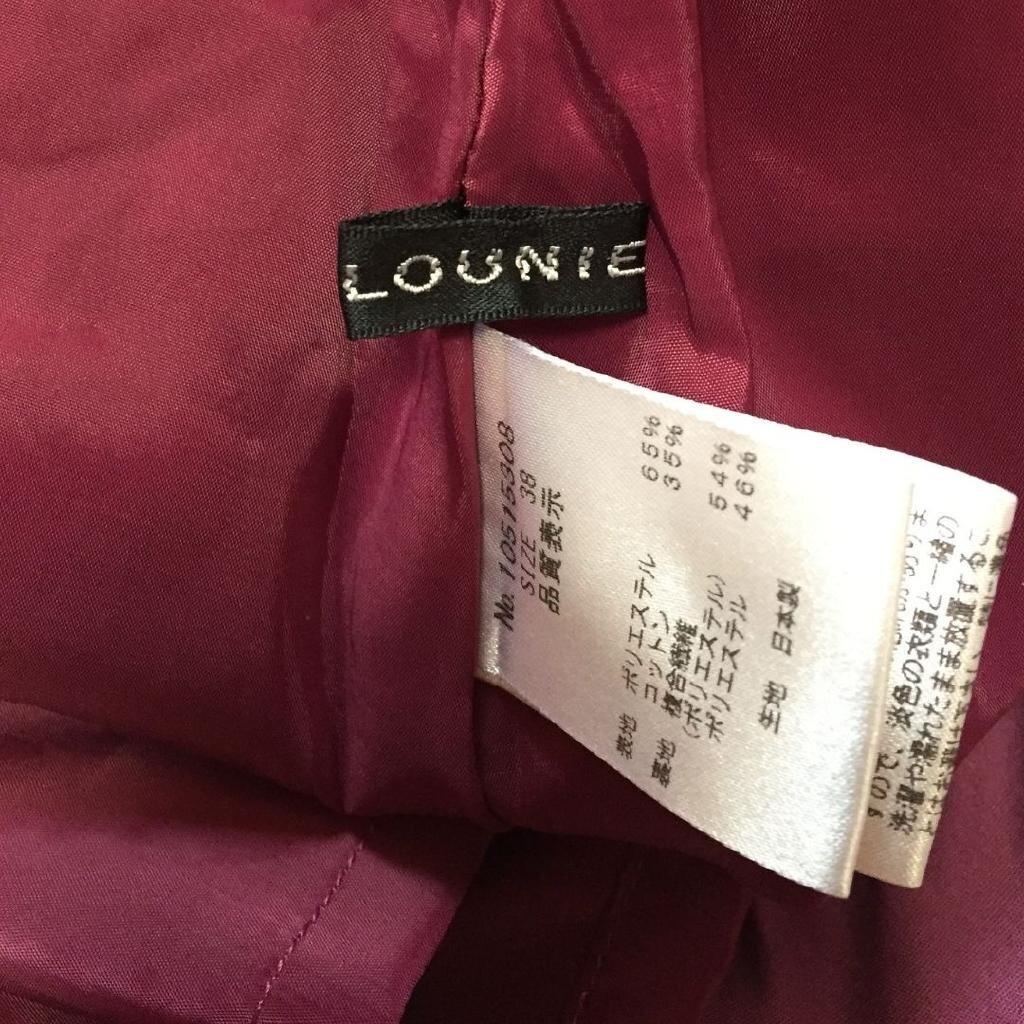 LOUNIE
No. 10515308
SIZE 38
品質表示
表地 ポリエステル 65%
コットン 35%
裏地 複合繊維
(ポリエステル) 54%
ポリエステル 46%
生地 日本製
すので、淡色の衣類と一緒の
洗濯や濡れたまま放置するこ